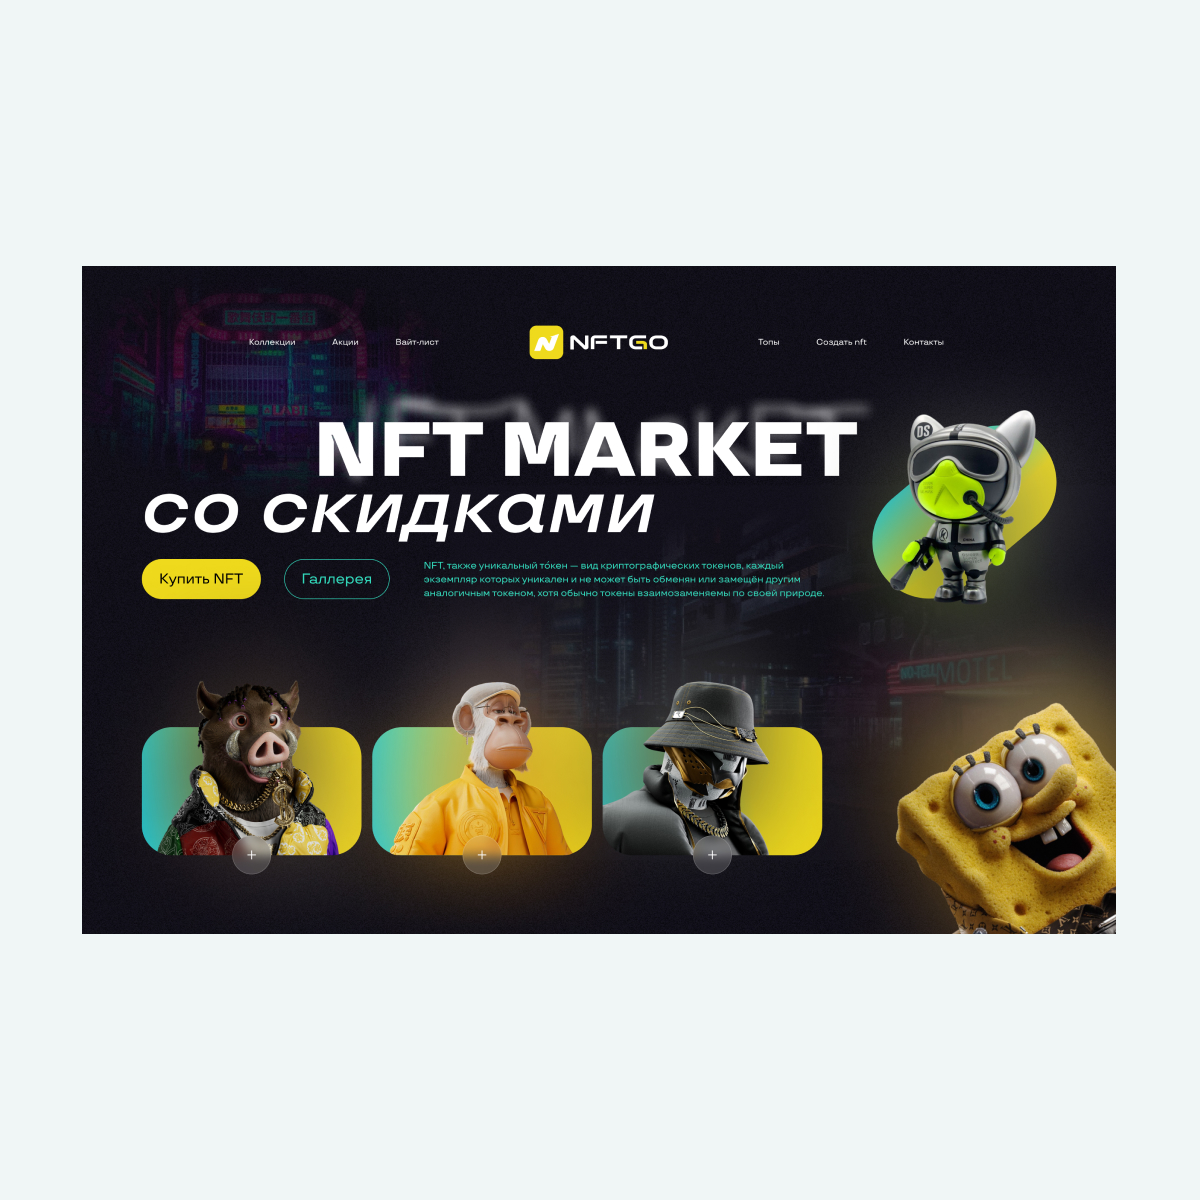 Коллекции
Акции
Вайт-лист
NFTGO
Топы
Создать nft
Контакты
NFT MARKET
со скидками
DS
Купить NFT
Галлерея
NFT, также уникальный то́кен — вид криптографических токенов, каждый
экземпляр которых уникален и не может быть обменян или замещён другим
аналогичным токеном, хотя обычно токены взаимозаменяемы по своей природе.
MOTEL